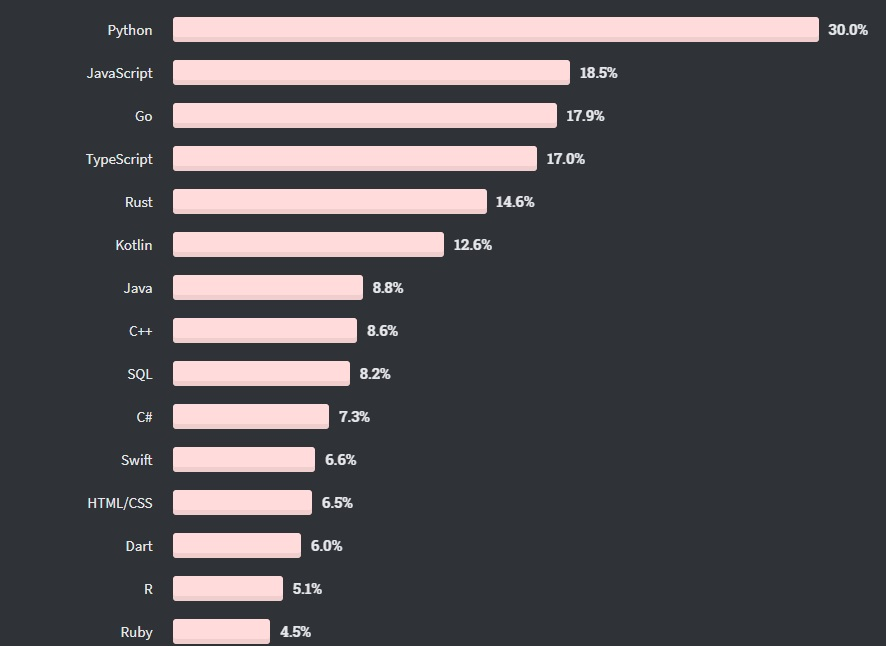 Python 30.0%
JavaScript 18.5%
Go 17.9%
TypeScript 17.0%
Rust 14.6%
Kotlin 12.6%
Java 8.8%
C++ 8.6%
SQL 8.2%
C# 7.3%
Swift 6.6%
HTML/CSS 6.5%
Dart 6.0%
R 5.1%
Ruby 4.5%